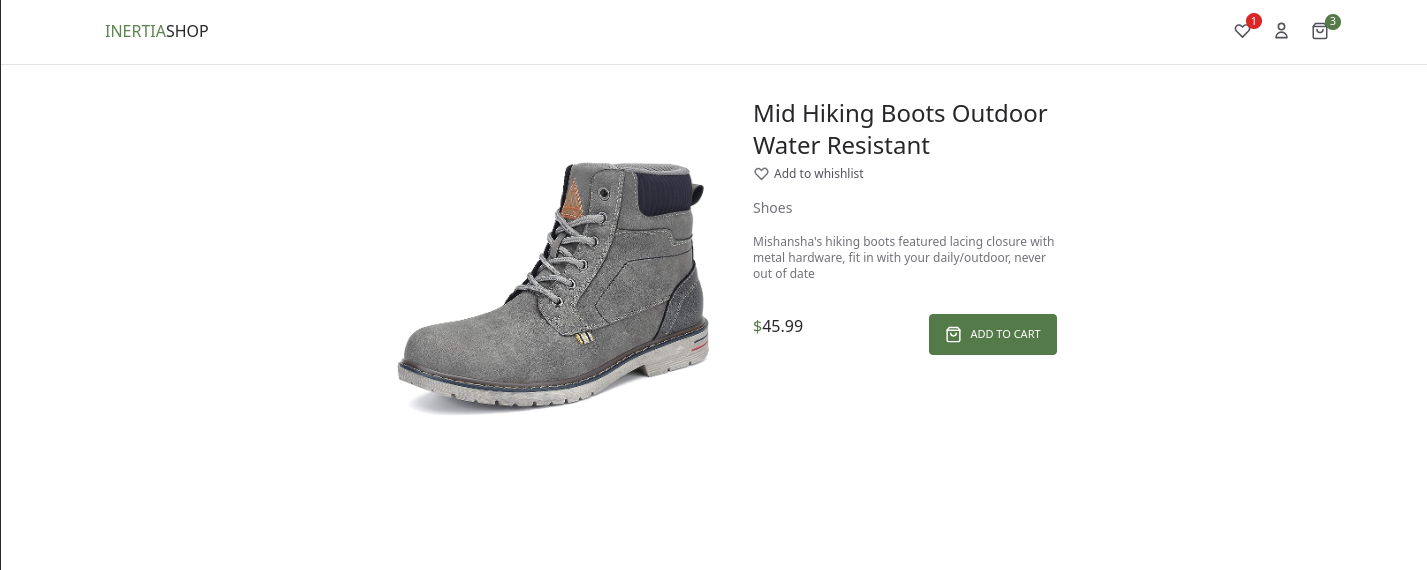 INERTIASHOP
1
3
Mid Hiking Boots Outdoor
Water Resistant
Add to whishlist
Shoes
Mishansha's hiking boots featured lacing closure with
metal hardware, fit in with your daily/outdoor, never
out of date
$45.99
ADD TO CART